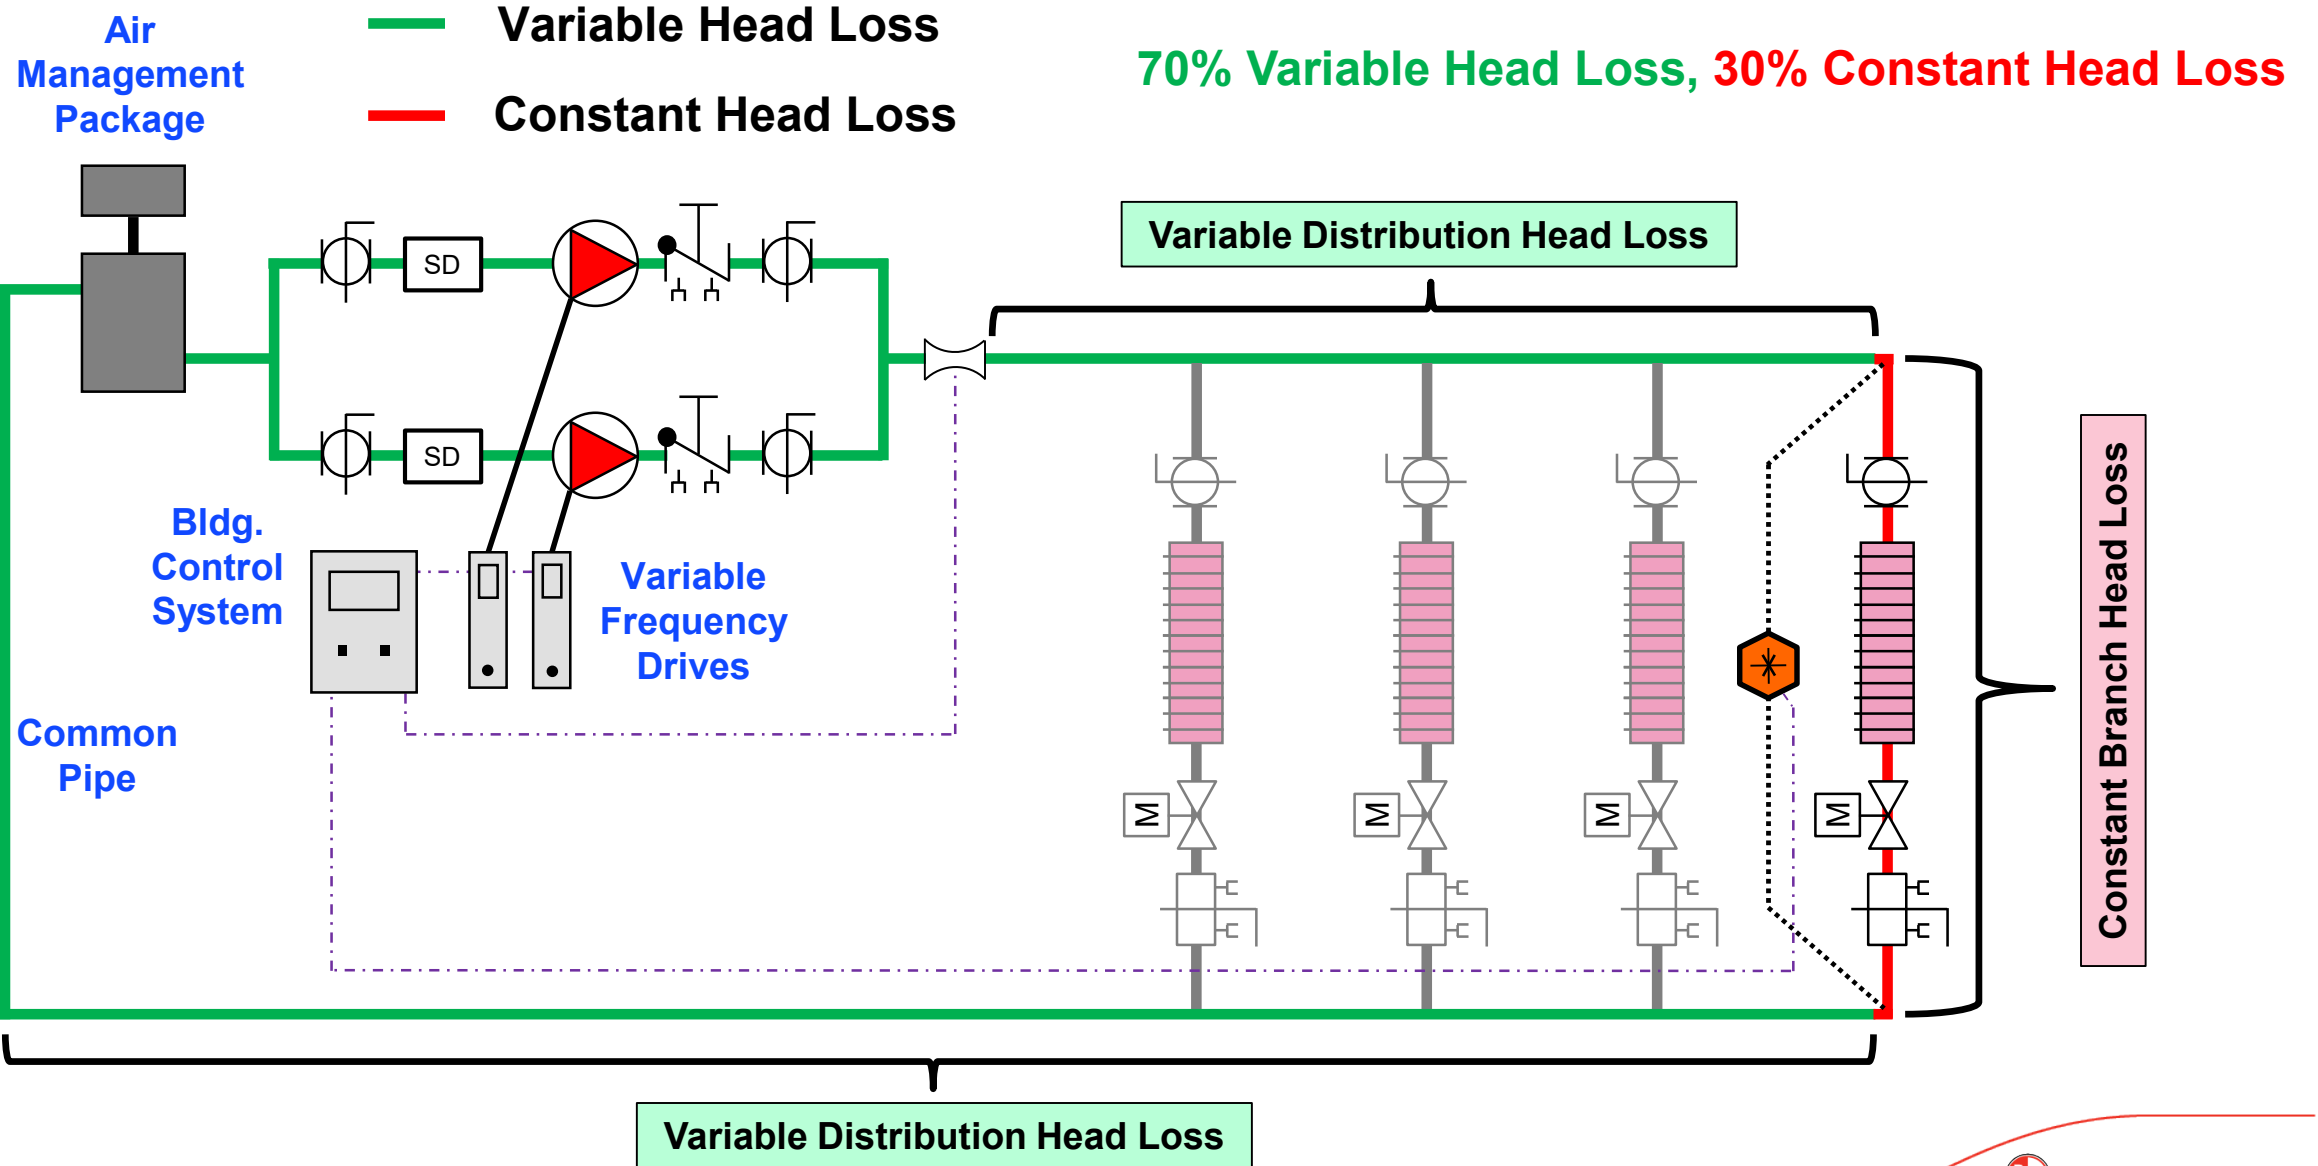 Air
Management
Package
Variable Head Loss
Constant Head Loss
70% Variable Head Loss, 30% Constant Head Loss
Variable Distribution Head Loss
SD
SD
Bldg.
Control
System
Variable
Frequency
Drives
Common
Pipe
M
M
M
M
Constant Branch Head Loss
Variable Distribution Head Loss